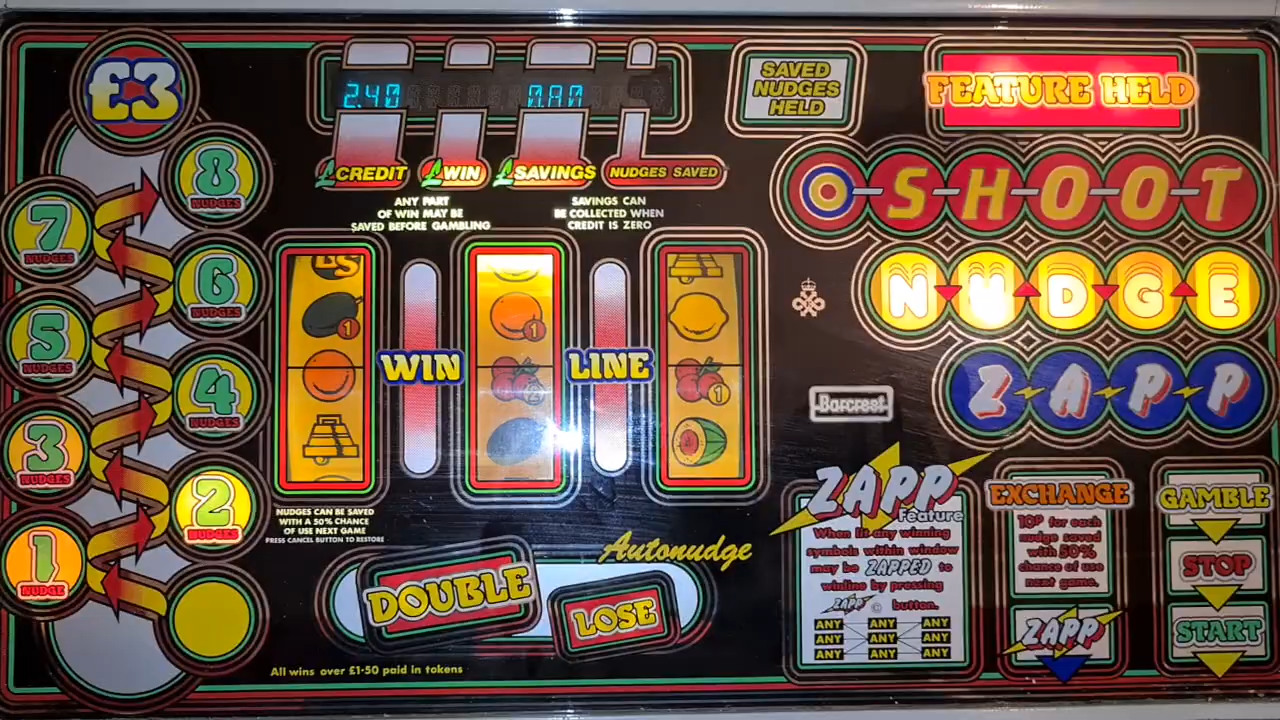 £3
8
NUDGES
7
NUDGES
6
NUDGES
5
NUDGES
4
NUDGES
3
NUDGES
2
NUDGES
1
NUDGE
2.40
£CREDIT
£WIN
£SAVINGS
NUDGES SAVED
ANY PART
OF WIN MAY BE
SAVED BEFORE GAMBLING
SAVINGS CAN
BE COLLECTED WHEN
CREDIT IS ZERO
SAVED
NUDGES
HELD
FEATURE HELD
SHOOT
NUDGE
ZAPP
1
1
2
1
WIN
LINE
Barcrest
NUDGES CAN BE SAVED
WITH A 50% CHANCE
OF USE NEXT GAME
PRESS CANCEL BUTTON TO RESTORE
Autonudge
DOUBLE
LOSE
All wins over £1·50 paid in tokens
ZAPP
Feature
When lit any winning
symbols within window
may be ZAPPED to
winline by pressing
ZAPP button.
ANY ANY ANY
ANY ANY ANY
ANY ANY ANY
EXCHANGE
10P for each
nudge saved
with 50%
chance of use
next game.
ZAPP
GAMBLE
STOP
START